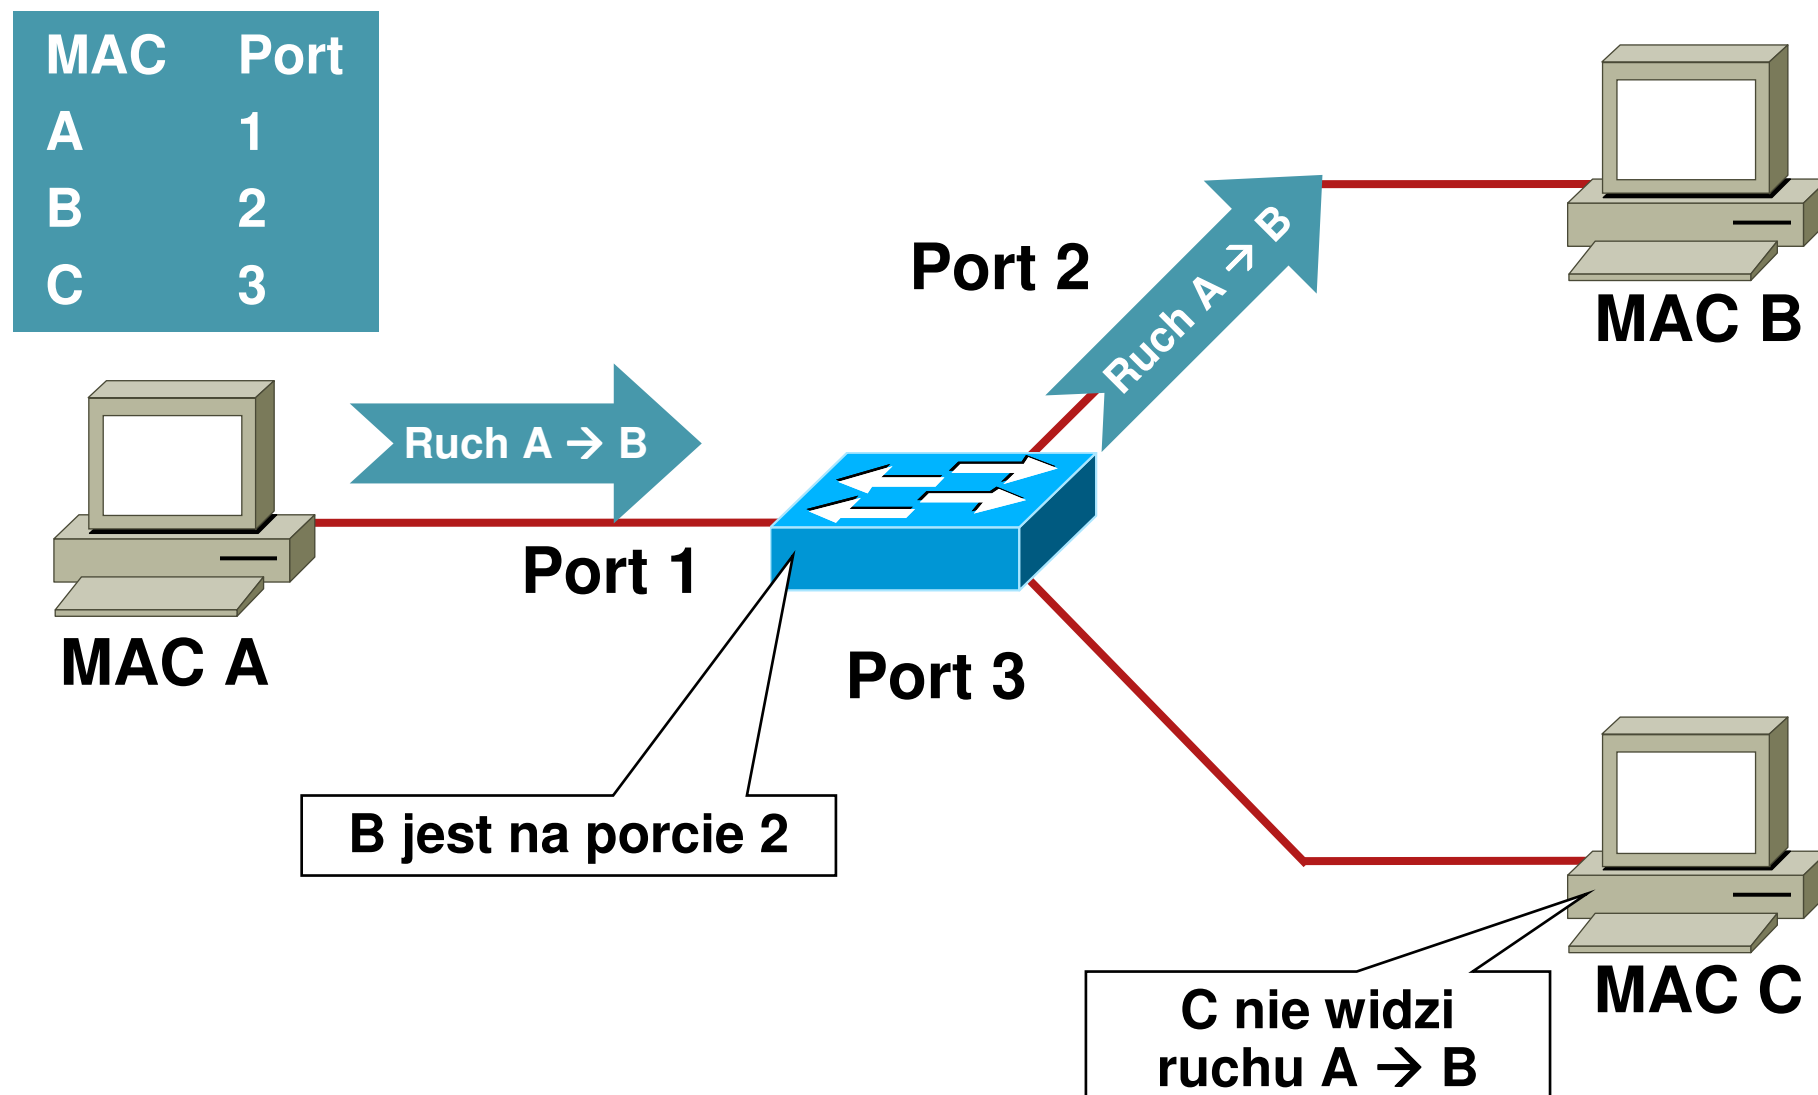 MAC Port
A 1
B 2
C 3
Ruch A → B
Port 2
Ruch A → B
MAC B
Port 1
MAC A
Port 3
B jest na porcie 2
MAC C
C nie widzi
ruchu A → B